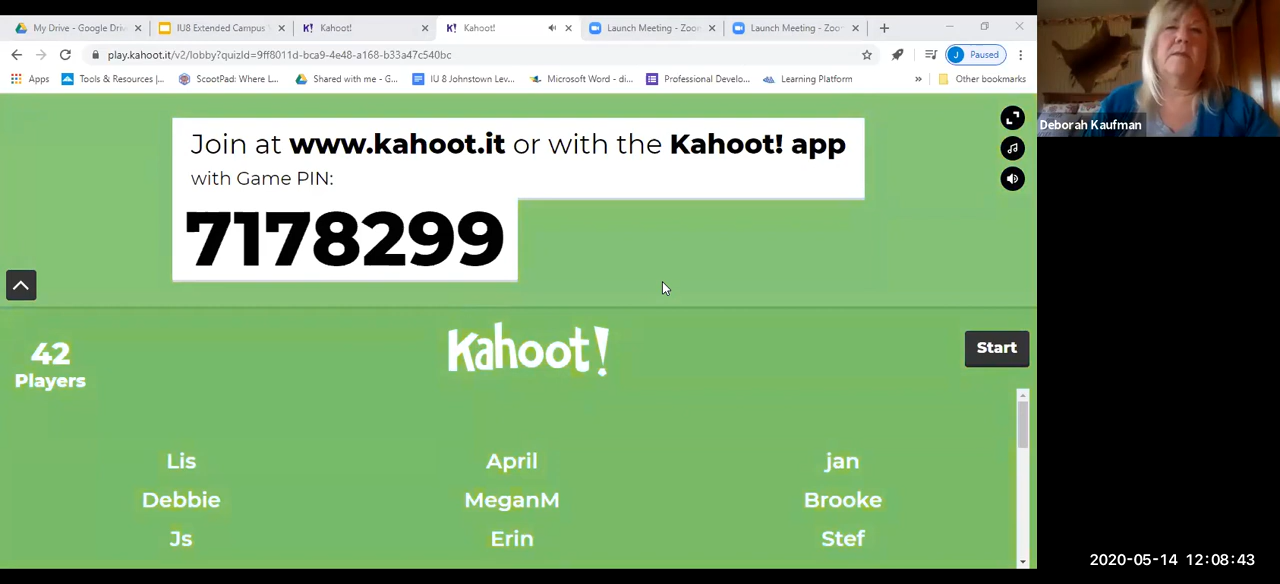 My Drive - Google Drive
IU8 Extended Campus
Kahoot!
Kahoot!
Launch Meeting - Zoo
Launch Meeting - Zoo
play.kahoot.it/v2/lobby?quizId=9ff8011d-bca9-4e48-a168-b33a47c540bc
J Paused
Apps
Tools & Resources |...
ScootPad: Where L...
Shared with me - G...
IU 8 Johnstown Lev...
Microsoft Word - di...
Professional Develo...
Learning Platform
»
Other bookmarks
Deborah Kaufman
Join at www.kahoot.it or with the Kahoot! app
with Game PIN:
7178299
42
Players
Kahoot!
Start
Lis April jan
Debbie MeganM Brooke
Js Erin Stef
2020-05-14 12:08:43